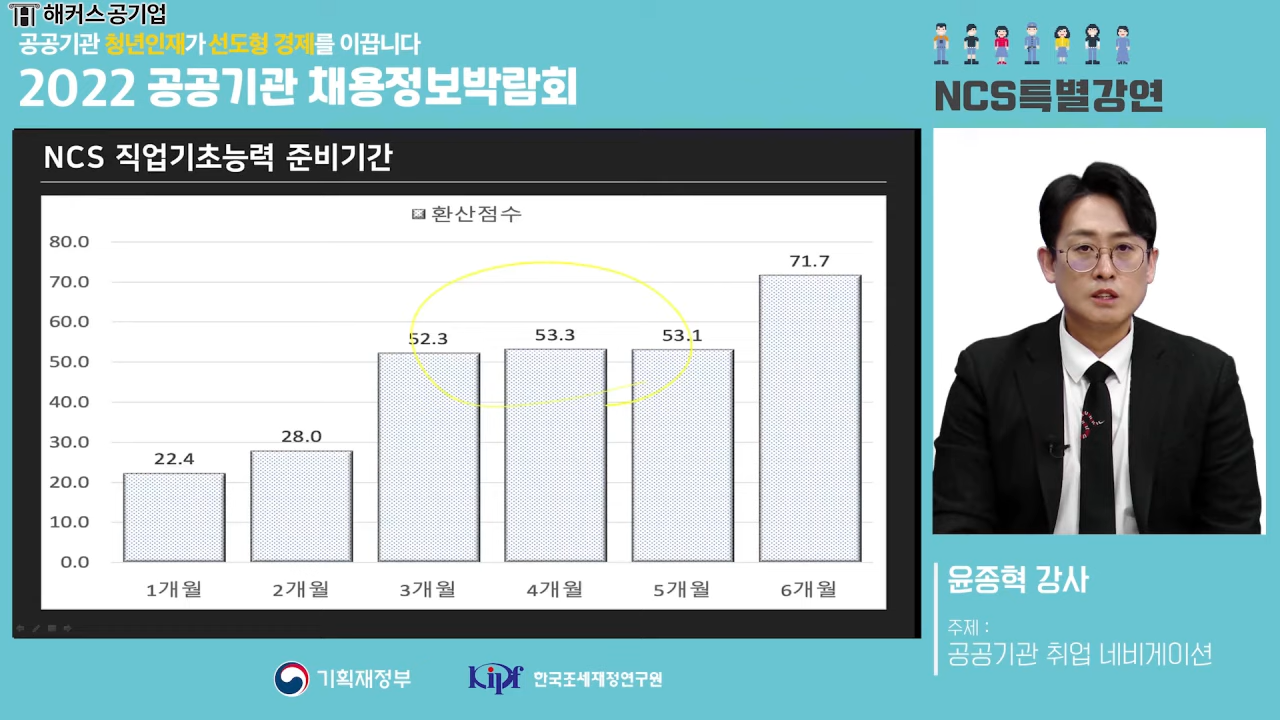 해커스공기업
공공기관 청년인재가 선도형 경제를 이끕니다
2022 공공기관 채용정보박람회
NCS특별강연
NCS 직업기초능력 준비기간
환산점수
80.0
70.0
60.0
50.0
40.0
30.0
20.0
10.0
0.0
22.4
28.0
52.3
53.3
53.1
71.7
1개월
2개월
3개월
4개월
5개월
6개월
윤종혁 강사
주제 :
공공기관 취업 네비게이션
기획재정부
Kipf 한국조세재정연구원